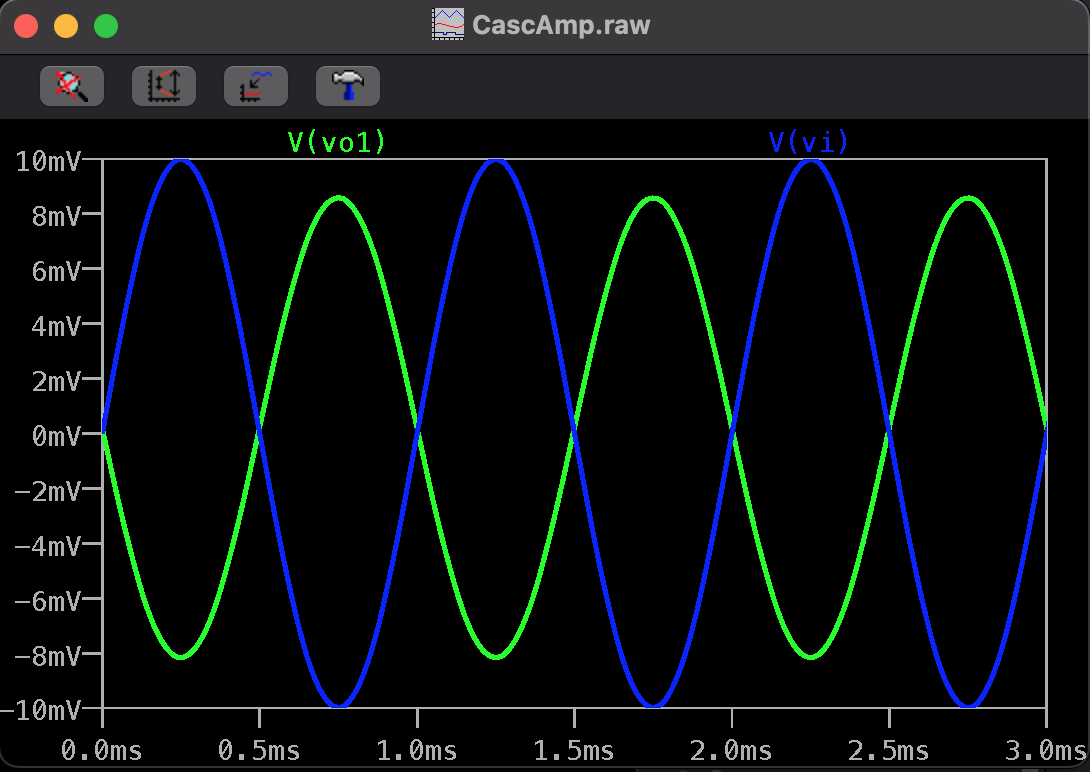 CascAmp.raw
V(vo1) V(vi)
10mV
8mV
6mV
4mV
2mV
0mV
−2mV
−4mV
−6mV
−8mV
−10mV
0.0ms 0.5ms 1.0ms 1.5ms 2.0ms 2.5ms 3.0ms